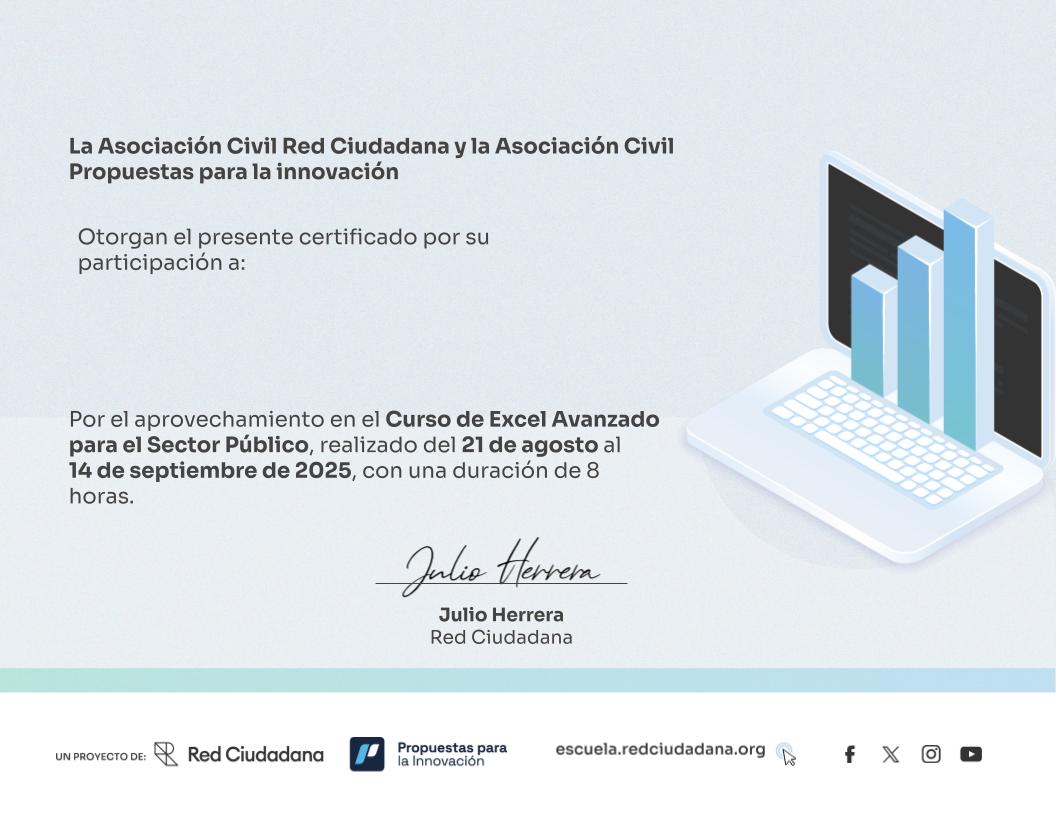 La Asociación Civil Red Ciudadana y la Asociación Civil
Propuestas para la innovación
Otorgan el presente certificado por su
participación a:
Por el aprovechamiento en el Curso de Excel Avanzado
para el Sector Público, realizado del 21 de agosto al
14 de septiembre de 2025, con una duración de 8
horas.
Julio Herrera
Julio Herrera
Red Ciudadana
UN PROYECTO DE: Red Ciudadana
Propuestas para
la Innovación
escuela.redciudadana.org